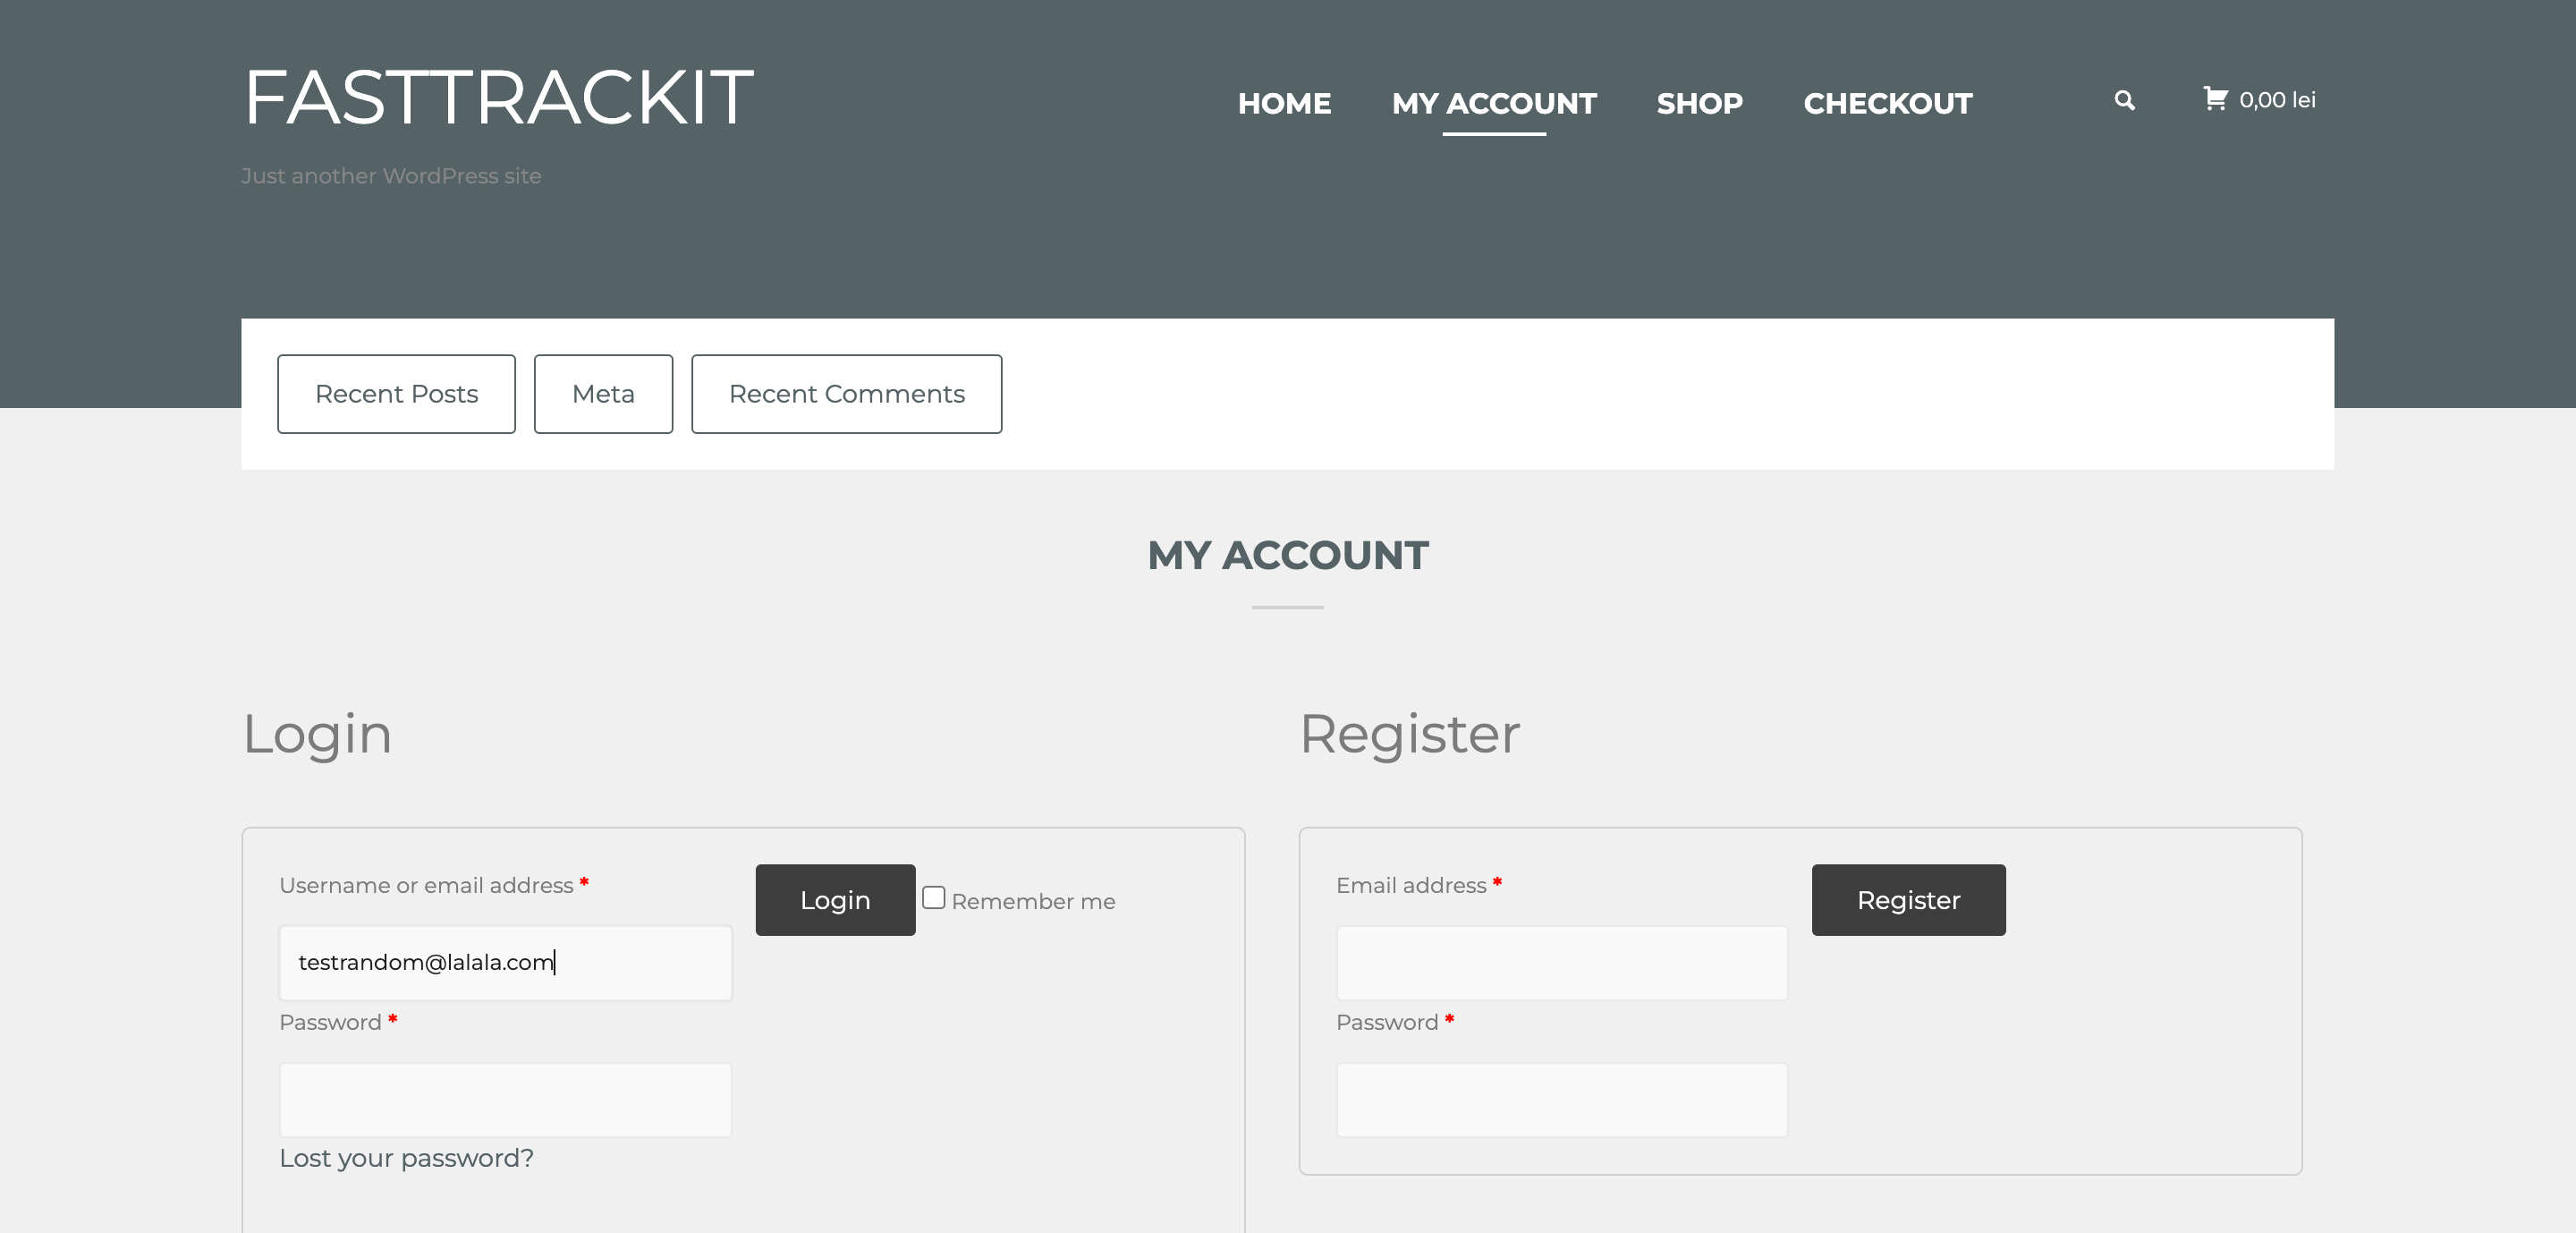 FASTTRACKIT
HOME MY ACCOUNT SHOP CHECKOUT 0,00 lei
Just another WordPress site
Recent Posts Meta Recent Comments
MY ACCOUNT
Login
Username or email address *
testrandom@lalala.com
Password *
Login Remember me
Lost your password?
Register
Email address *
Password *
Register